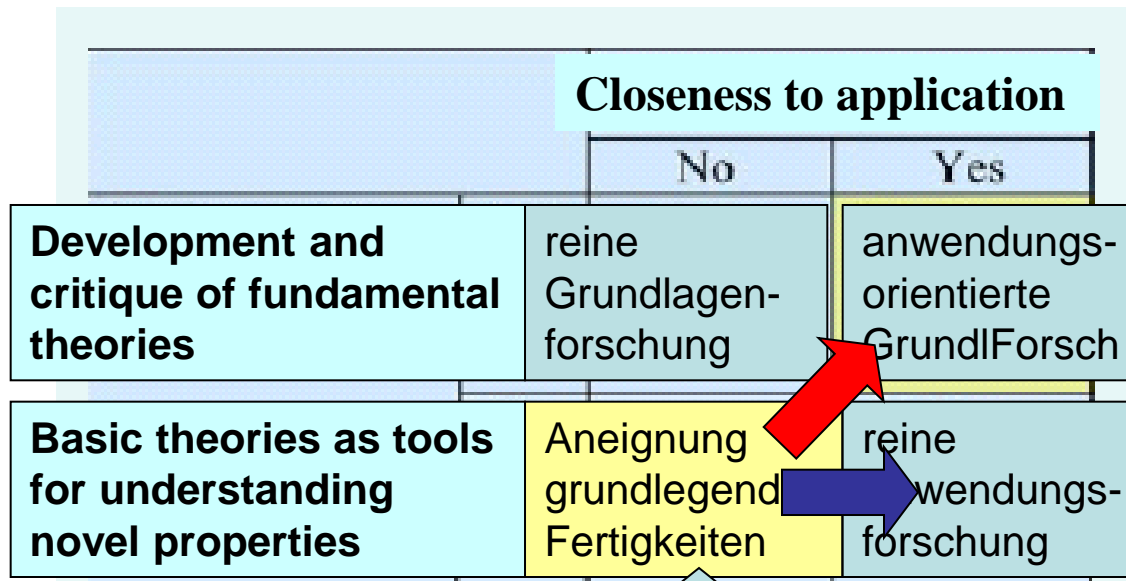 Closeness to application
No
Yes
Development and
critique of fundamental
theories
reine
Grundlagen-
forschung
anwendungs-
orientierte
GrundlForsch
Basic theories as tools
for understanding
novel properties
Aneignung
grundlegend
Fertigkeiten
reine
wendungs-
forschung